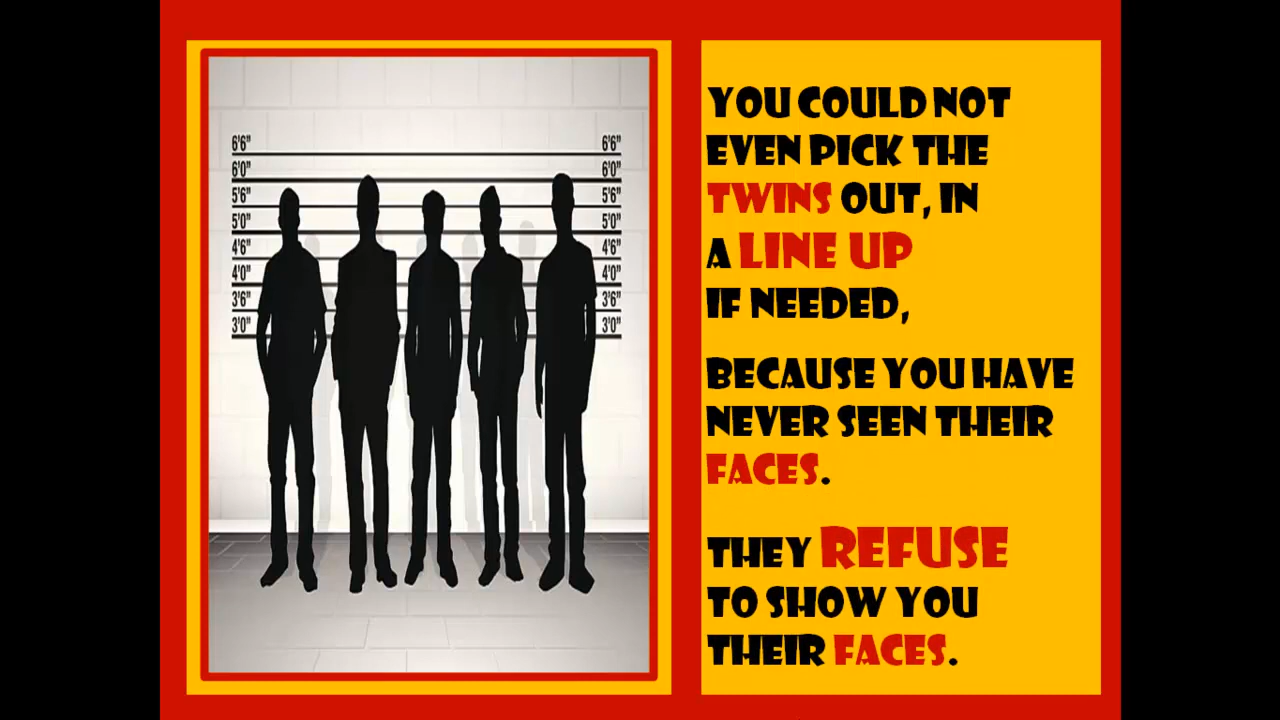 6'6" 6'6"
6'0" 6'0"
5'6" 5'6"
5'0" 5'0"
4'6" 4'6"
4'0" 4'0"
3'6" 3'6"
3'0" 3'0"
YOU COULD NOT
EVEN PICK THE
TWINS OUT, IN
A LINE UP
IF NEEDED,
BECAUSE YOU HAVE
NEVER SEEN THEIR
FACES.
THEY REFUSE
TO SHOW YOU
THEIR FACES.